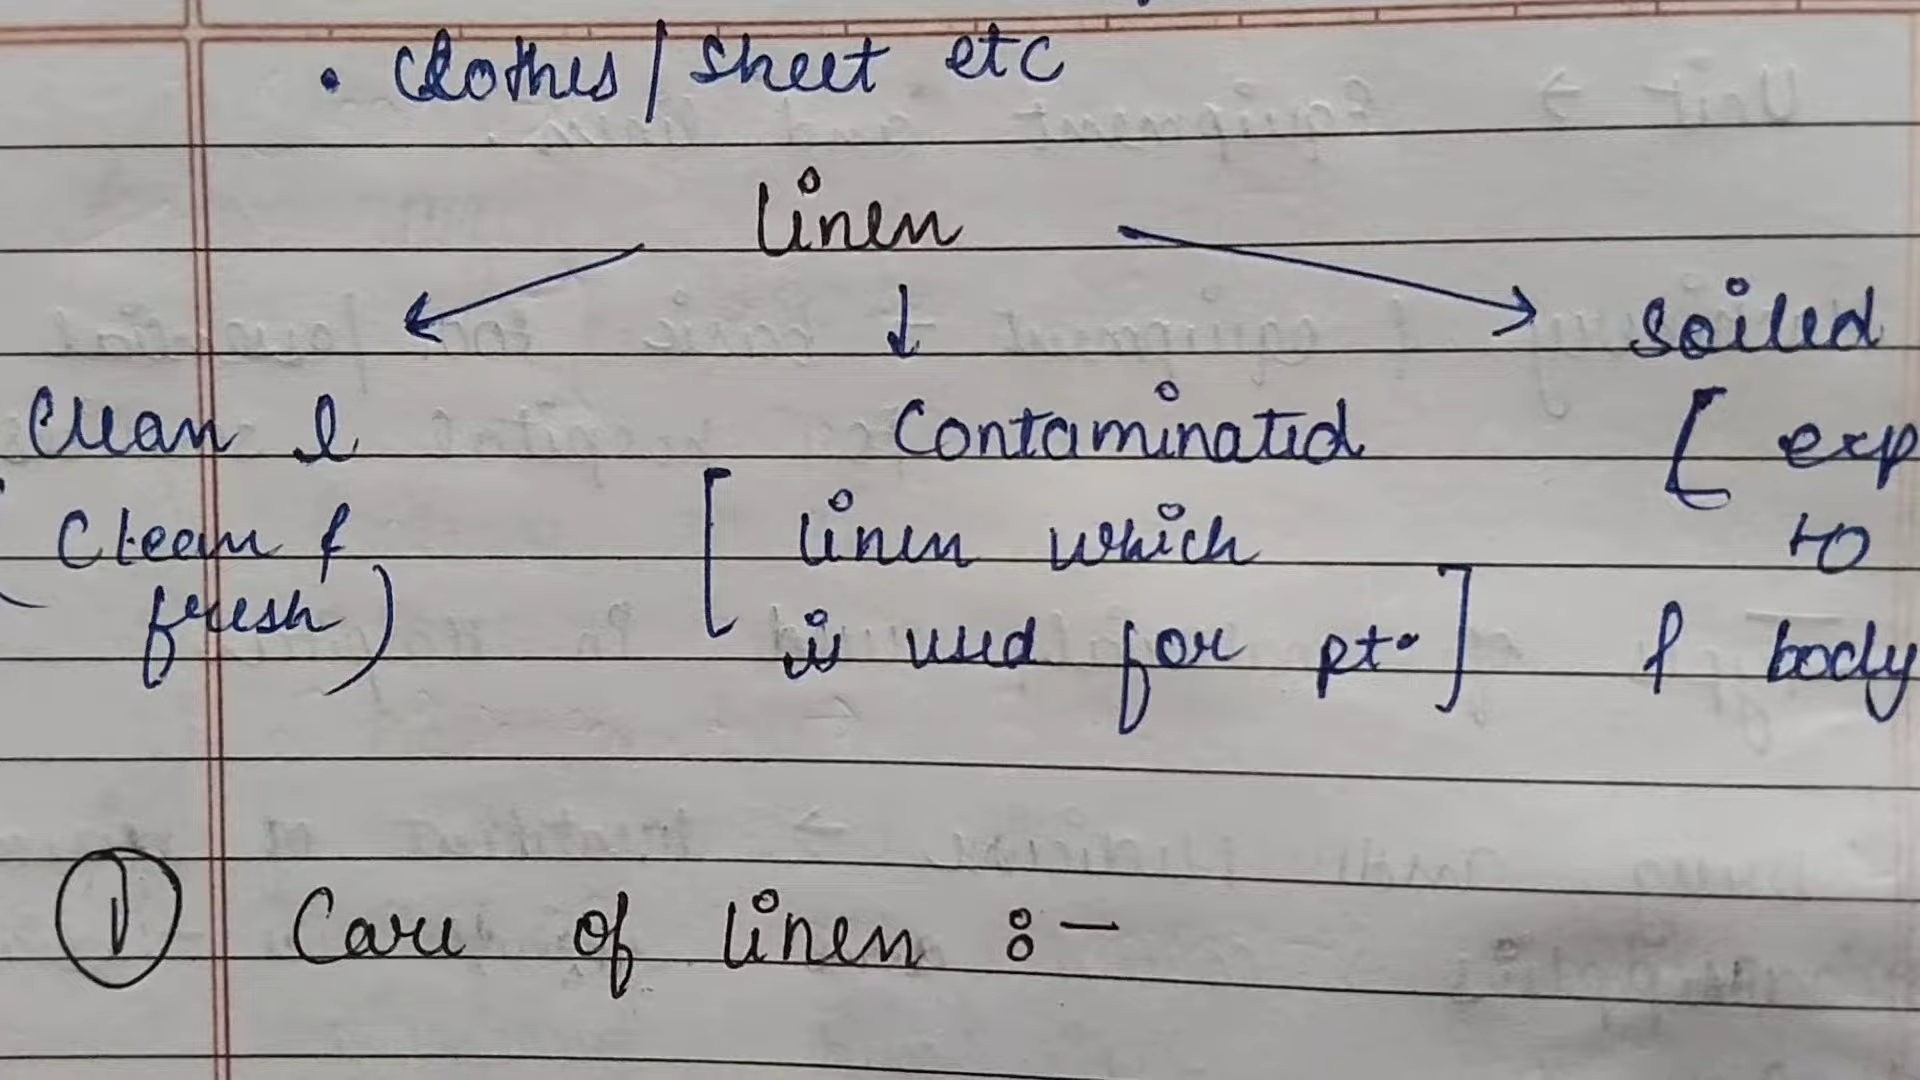 • Clothes / sheet etc
linen
soiled
Clean l
Contaminated
[ exp
Cleean &
[ linen which
to
fresh )
is used for pt. ]
f body
① Care of linen :-